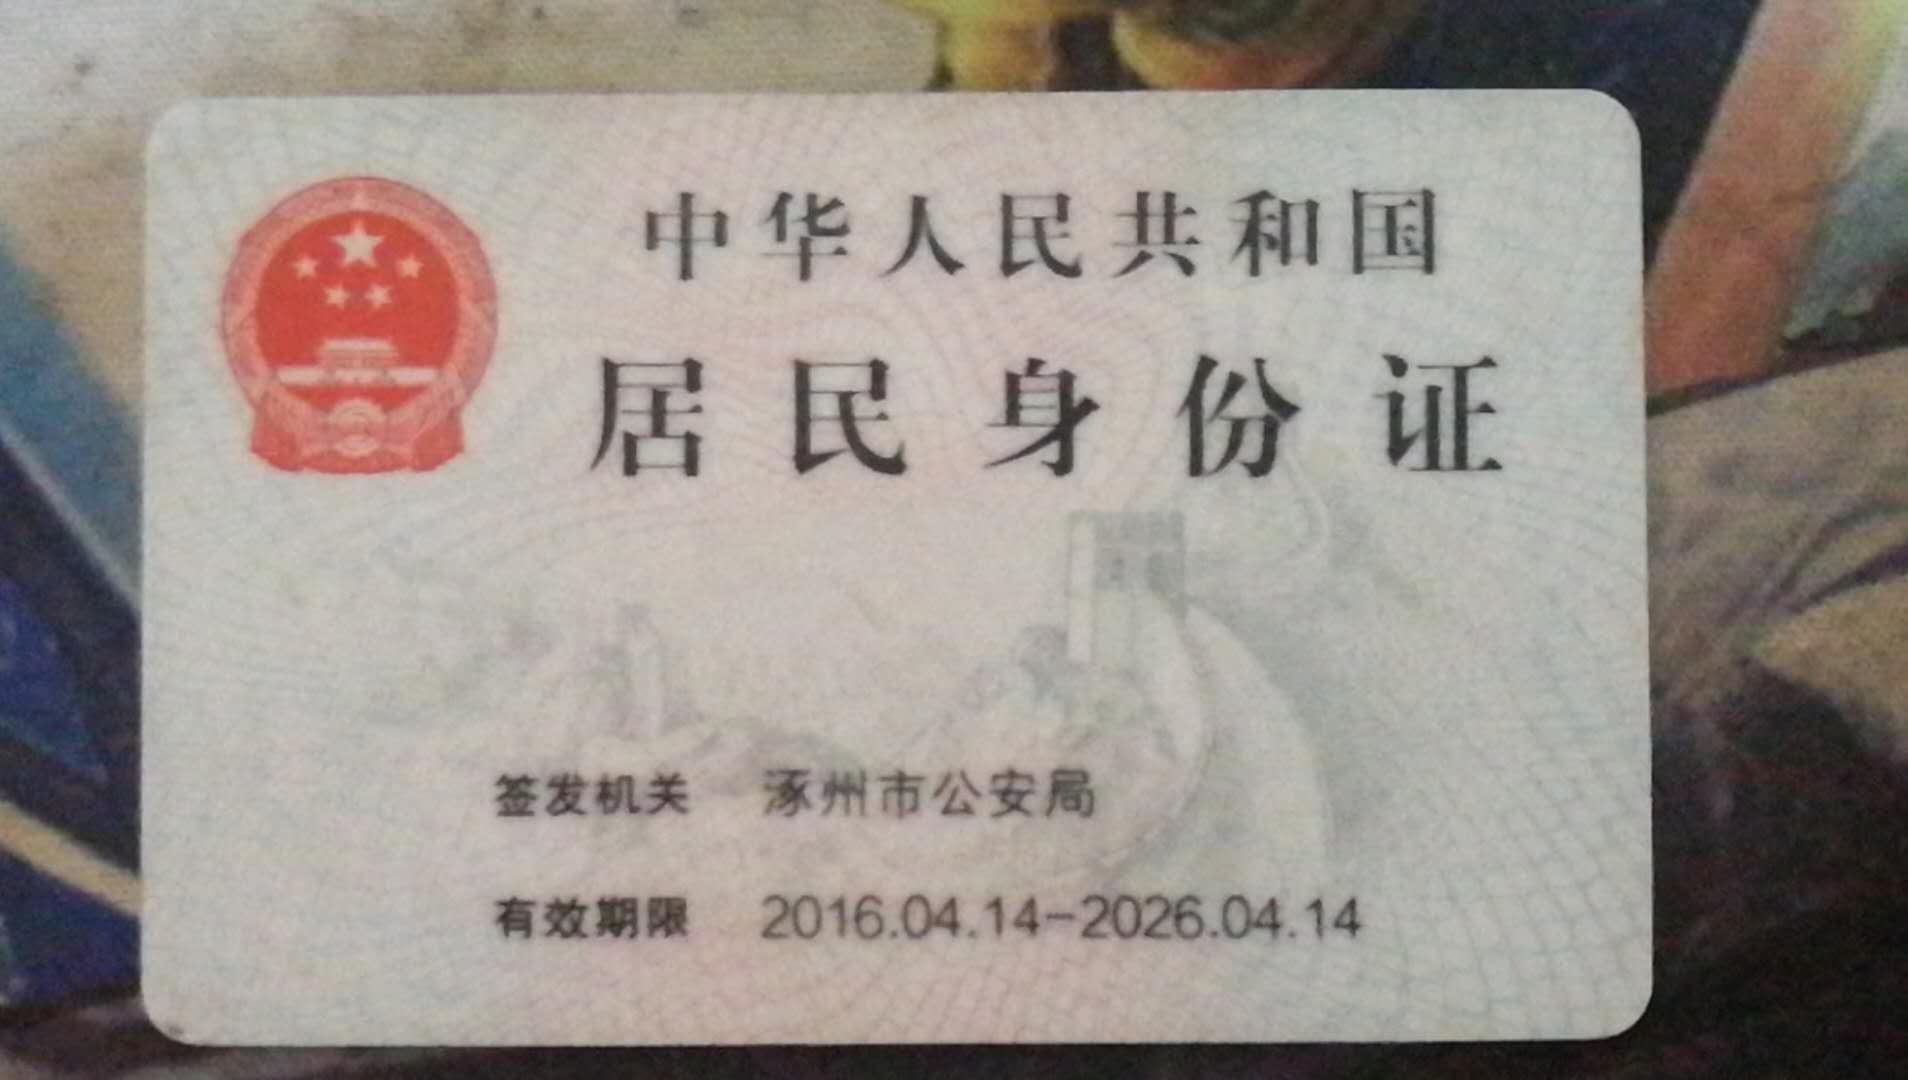 中华人民共和国
居民身份证
签发机关 涿州市公安局
有效期限 2016.04.14-2026.04.14